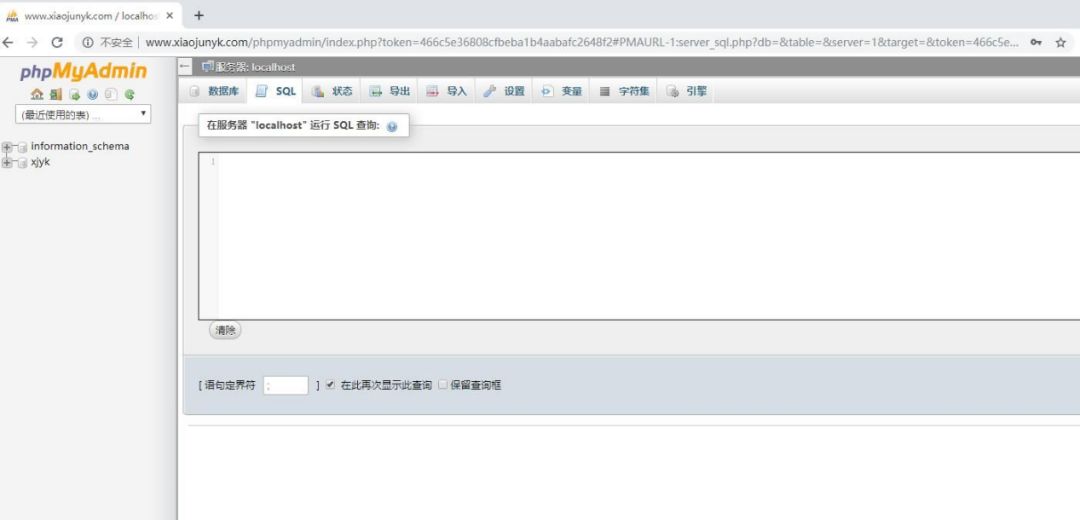 www.xiaojunyk.com / localhos
不安全 www.xiaojunyk.com/phpmyadmin/index.php?token=466c5e36808cfbeba1b4aabafc2648f2#PMAURL-1:server_sql.php?db=&table=&server=1&target=&token=466c5e...
phpMyAdmin
(最近使用的表) ...
information_schema
xjyk
服务器: localhost
数据库 SQL 状态 导出 导入 设置 变量 字符集 引擎
在服务器 "localhost" 运行 SQL 查询:
1
清除
[ 语句定界符 ; ] 在此再次显示此查询 保留查询框